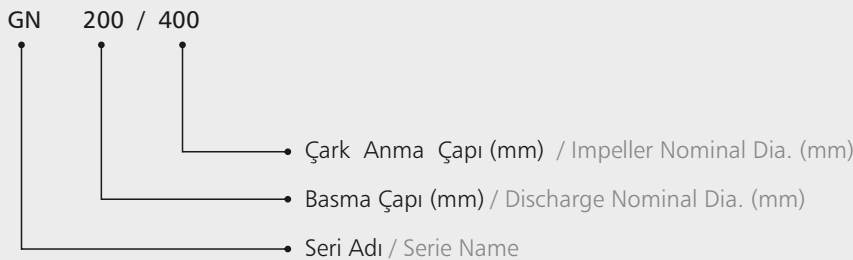 GN 200 / 400
Çark Anma Çapı (mm) / Impeller Nominal Dia. (mm)
Basma Çapı (mm) / Discharge Nominal Dia. (mm)
Seri Adı / Serie Name